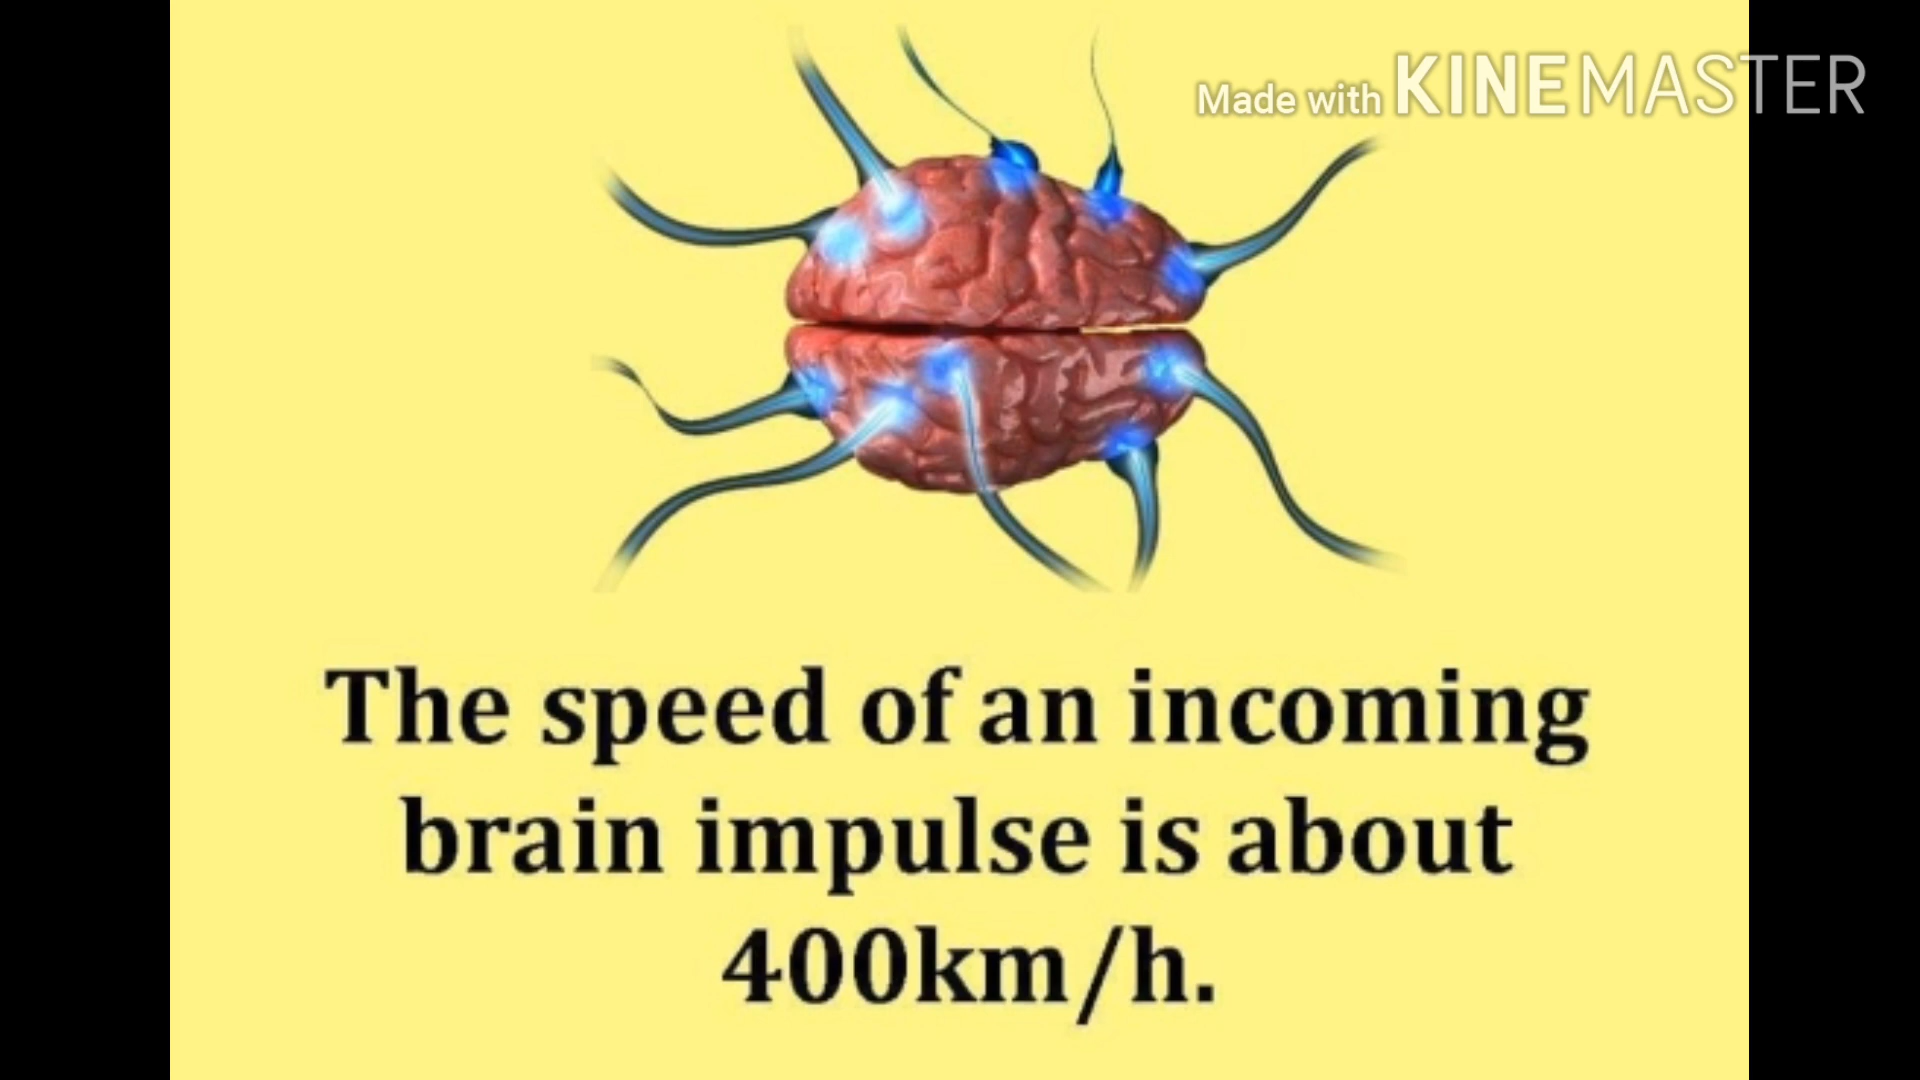 Made with KINEMASTER
The speed of an incoming
brain impulse is about
400km/h.